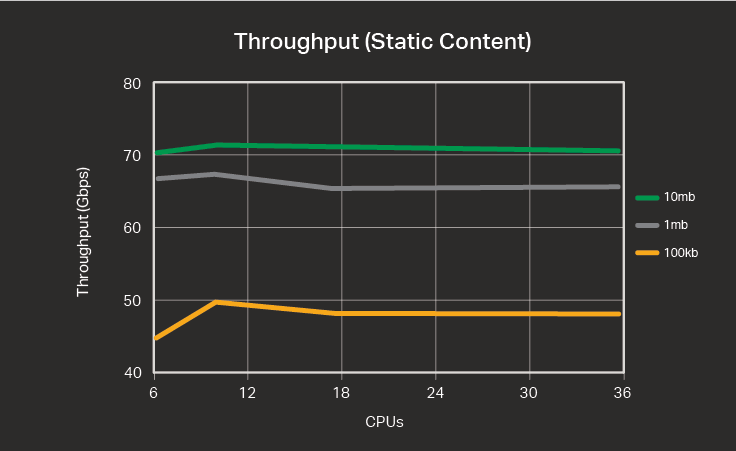 Throughput (Static Content)
80
70
60
50
40
Throughput (Gbps)
6 12 18 24 30 36
CPUs
10mb
1mb
100kb